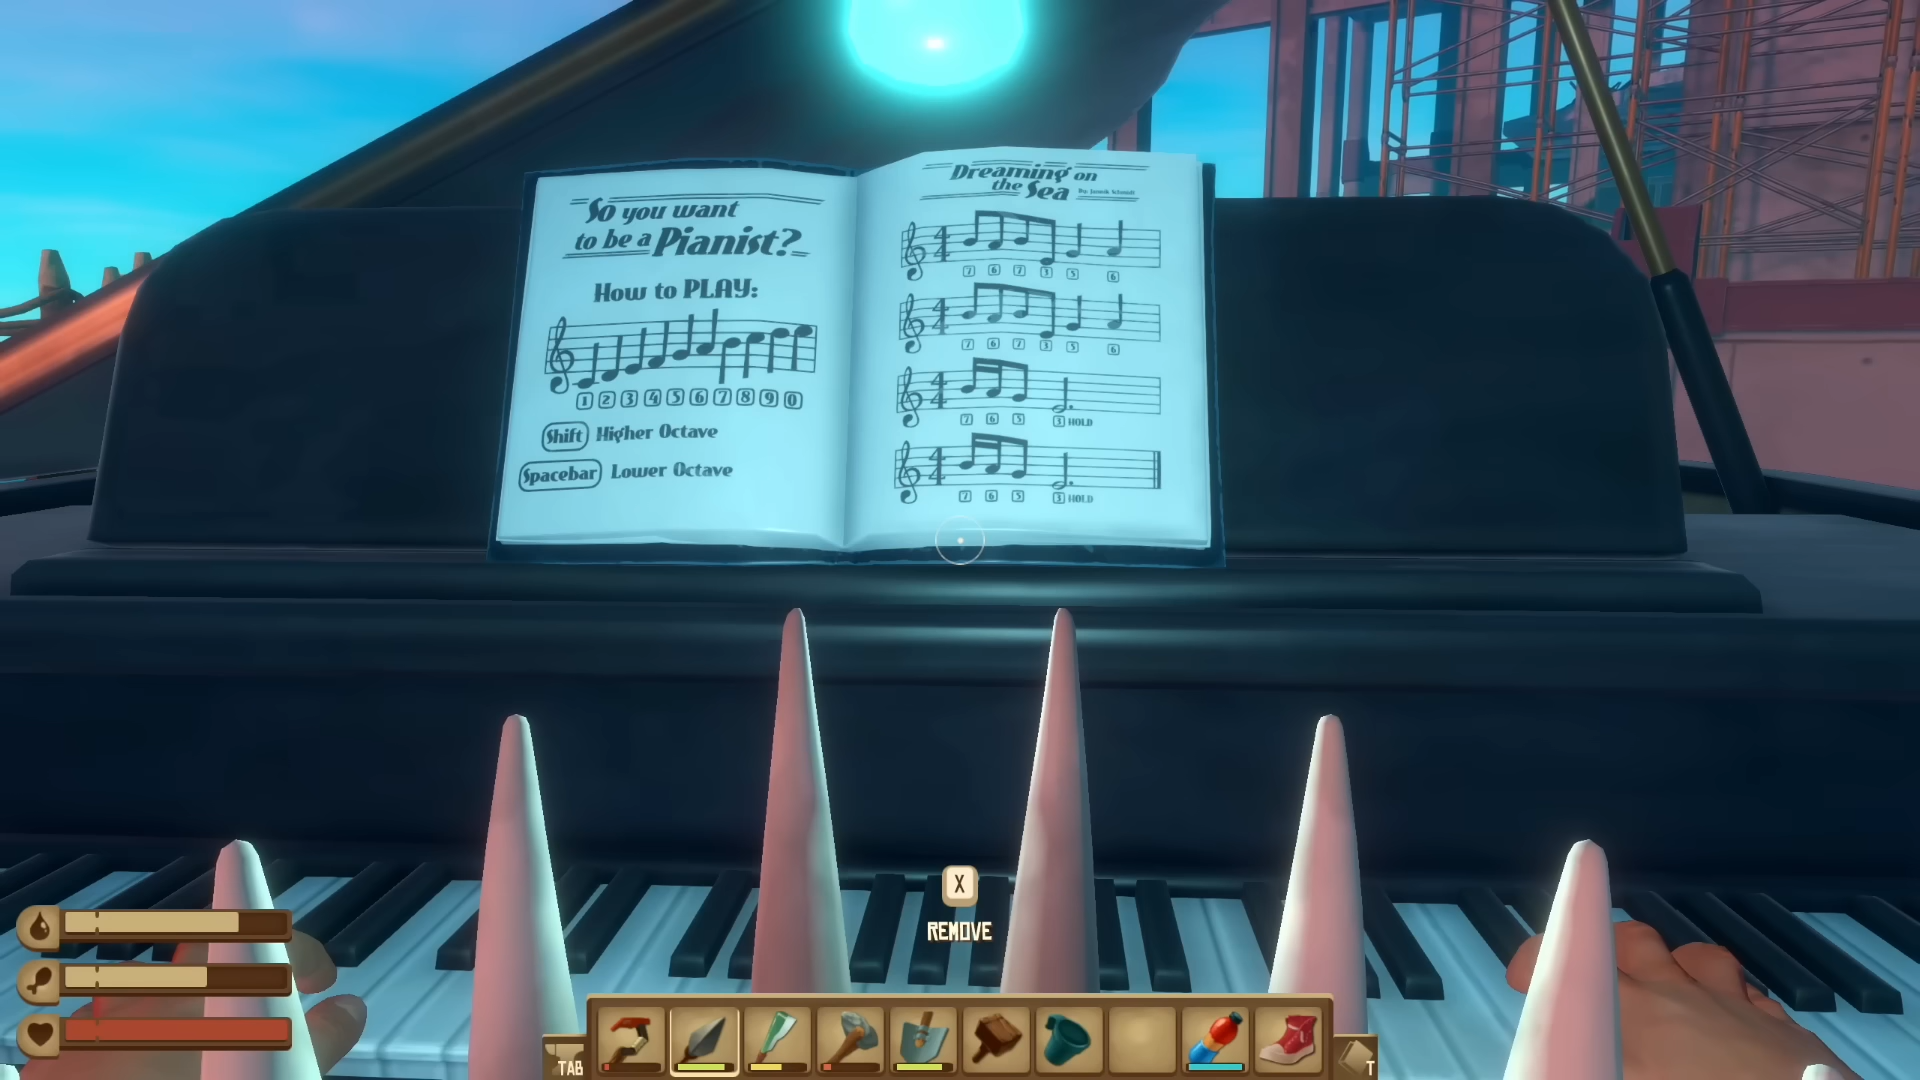 So you want
to be a Pianist?
How to PLAY:
1 2 3 4 5 6 7 8 9 0
Shift Higher Octave
Spacebar Lower Octave
Dreaming on
the Sea
7 6 7 3 5 6
7 6 7 3 5 6
7 6 5 3 HOLD
7 6 5 3 HOLD
X
REMOVE
TAB
T